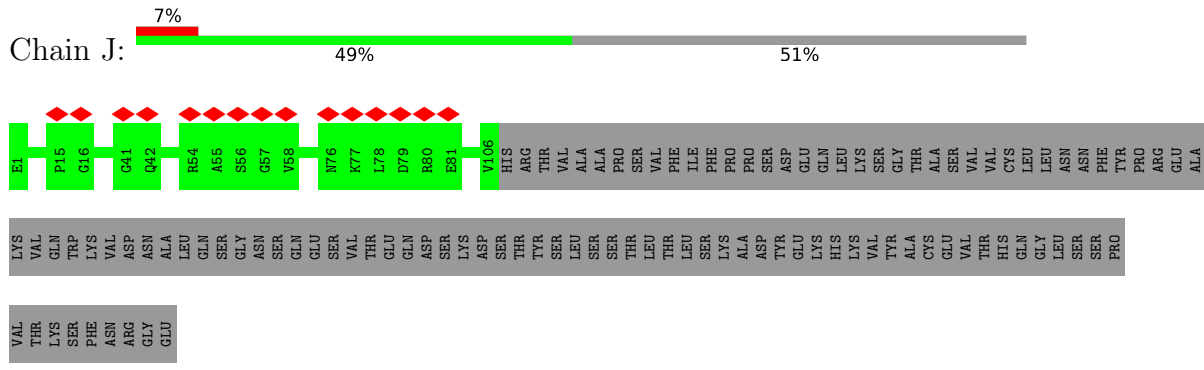 7%
Chain J:
49% 51%
E1 P15 G16 G41 Q42 R54 A55 S56 G57 V58 N76 K77 L78 D79 R80 E81 V106 HIS ARG THR VAL ALA ALA PRO SER VAL PHE ILE PHE PRO PRO SER ASP GLU GLN LEU LYS SER GLY THR ALA SER VAL VAL CYS LEU LEU ASN ASN PHE TYR PRO ARG GLU ALA
LYS VAL GLN TRP LYS VAL ASP ASN ALA LEU GLN SER GLY ASN SER GLN GLU SER VAL THR GLU GLN ASP SER LYS ASP SER THR TYR SER LEU SER SER THR LEU THR LEU SER LYS ALA ASP TYR GLU LYS HIS LYS VAL TYR ALA CYS GLU VAL THR HIS GLN GLY LEU SER SER PRO
VAL THR LYS SER PHE ASN ARG GLY GLU